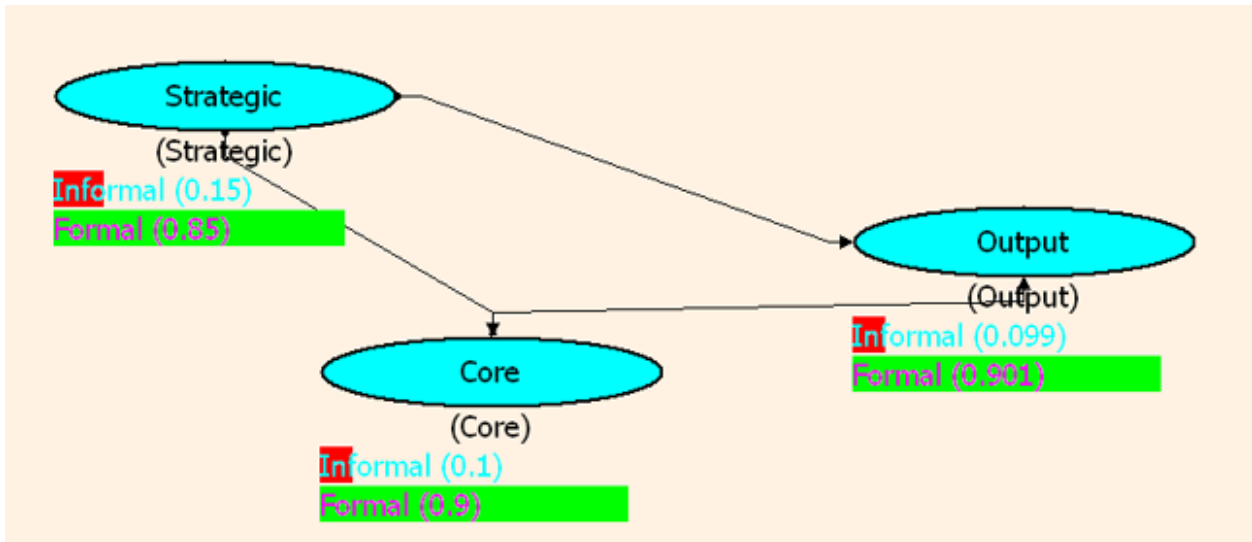 Strategic
(Strategic)
Informal (0.15)
Formal (0.85)
Output
(Output)
Informal (0.099)
Formal (0.901)
Core
(Core)
Informal (0.1)
Formal (0.9)